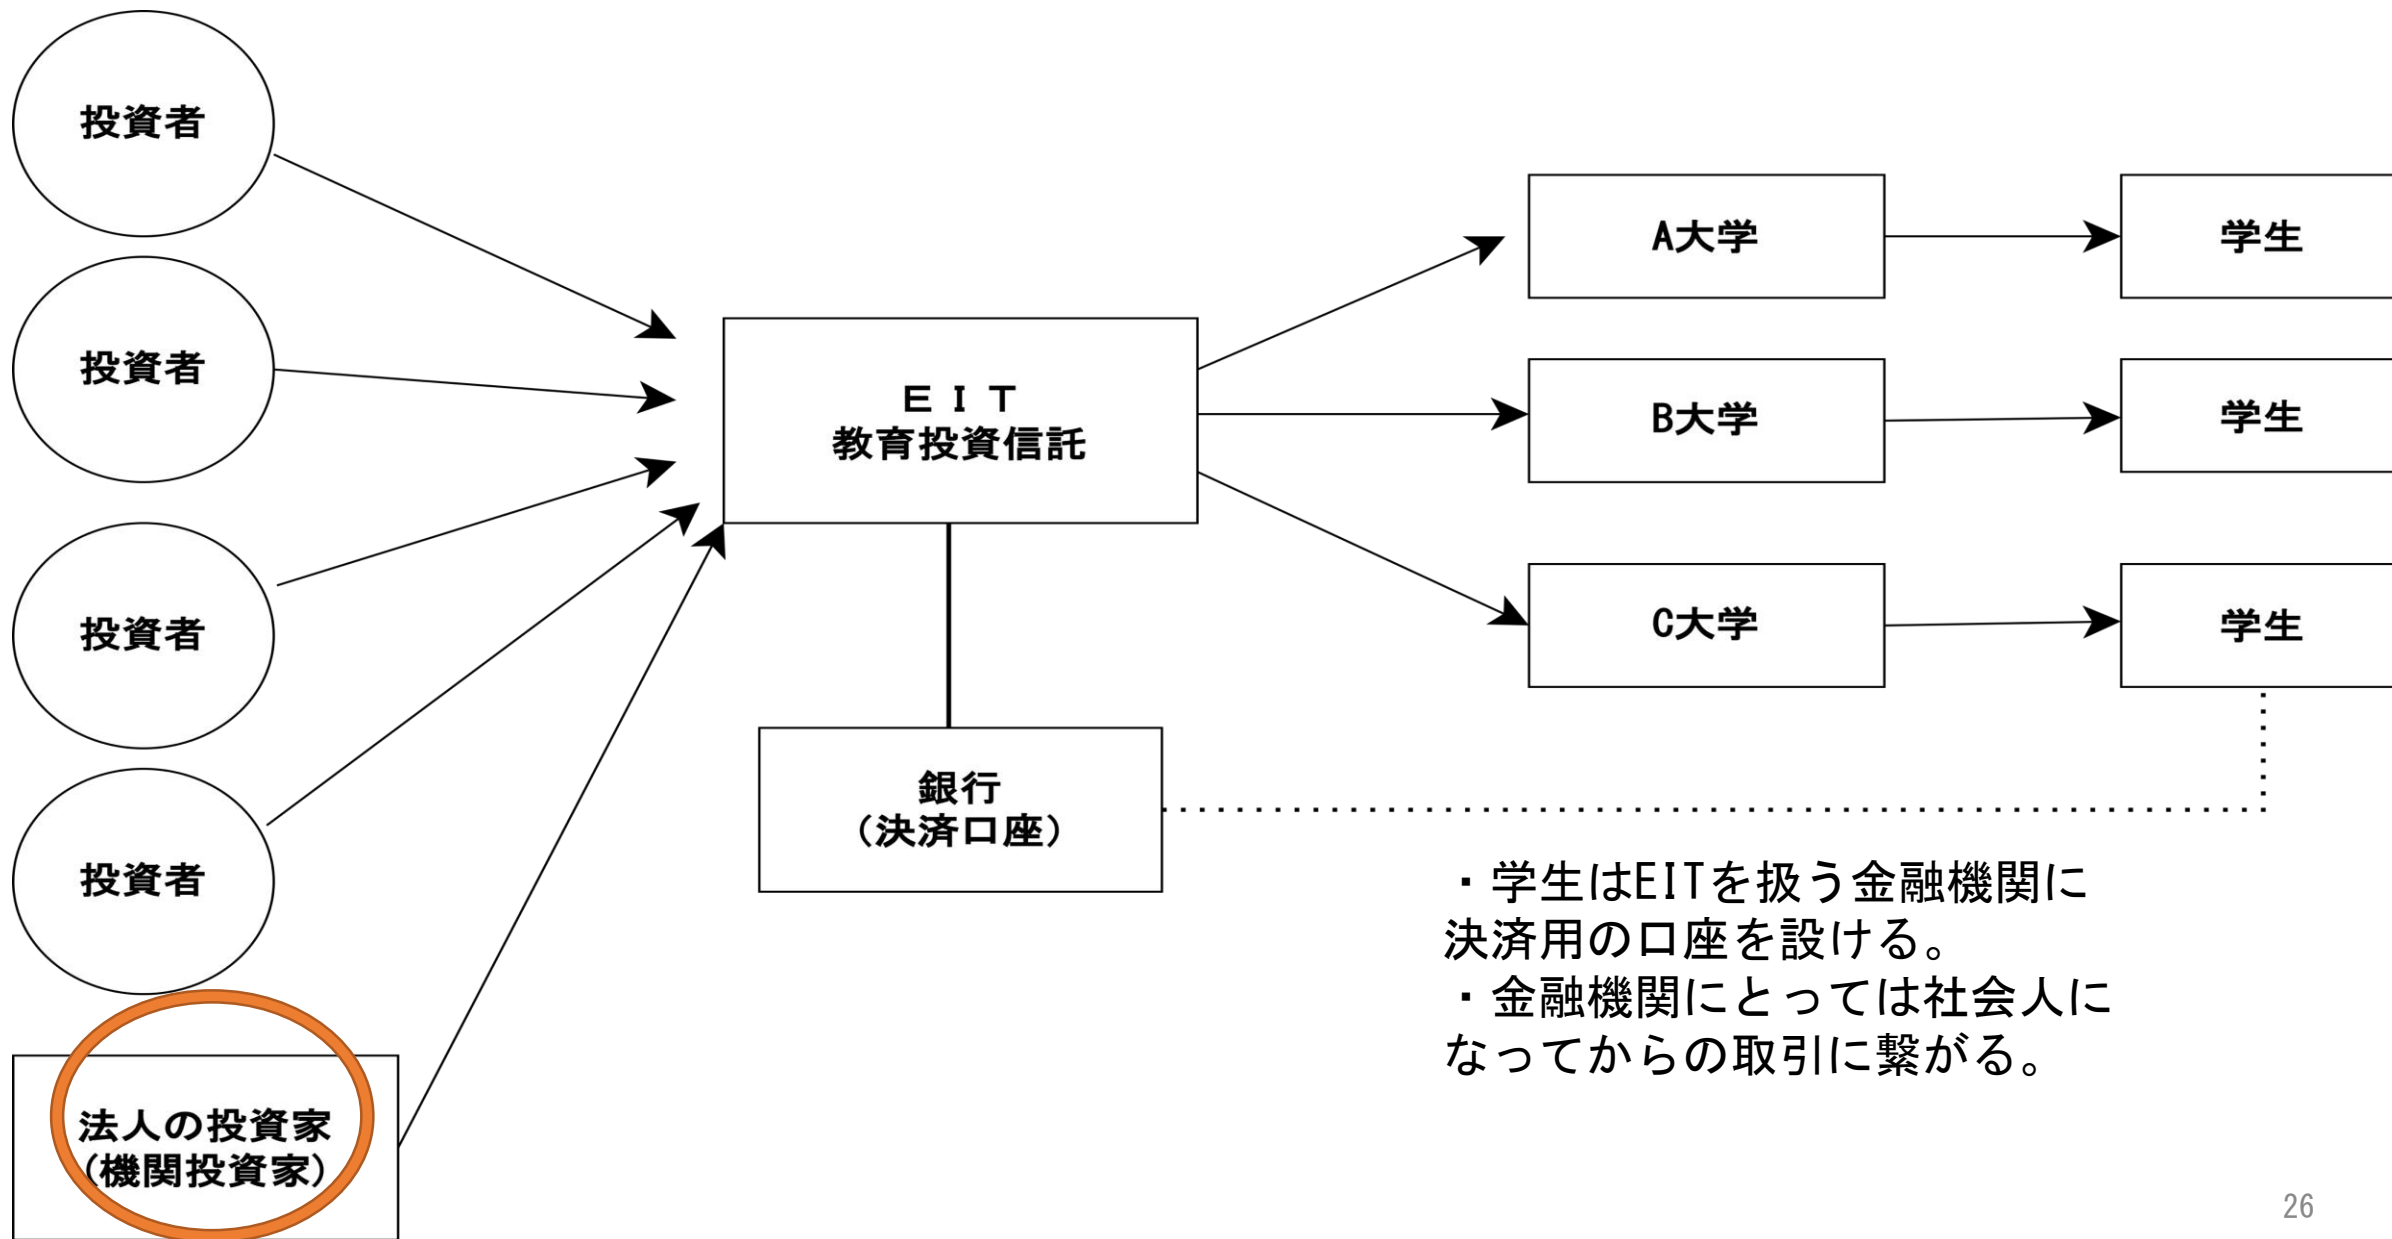 投資者
投資者
投資者
投資者
法人の投資家
(機関投資家)
ＥＩＴ
教育投資信託
銀行
(決済口座)
A大学
B大学
C大学
学生
学生
学生
・学生はEITを扱う金融機関に
決済用の口座を設ける。
・金融機関にとっては社会人に
なってからの取引に繋がる。
26